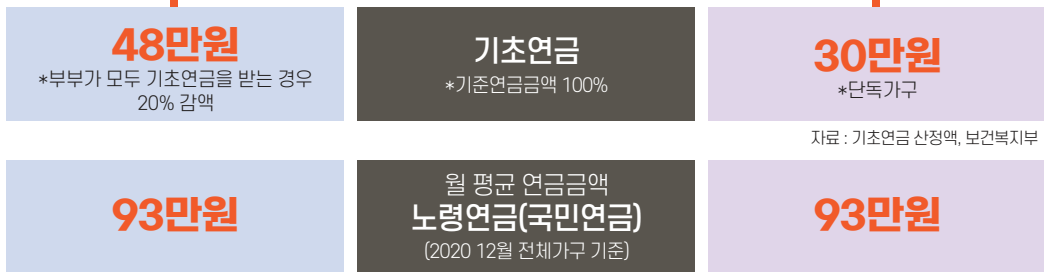 48만원
*부부가 모두 기초연금을 받는 경우
20% 감액
기초연금
*기준연금금액 100%
30만원
*단독가구
자료 : 기초연금 산정액, 보건복지부
93만원
월 평균 연금금액
노령연금(국민연금)
(2020 12월 전체가구 기준)
93만원